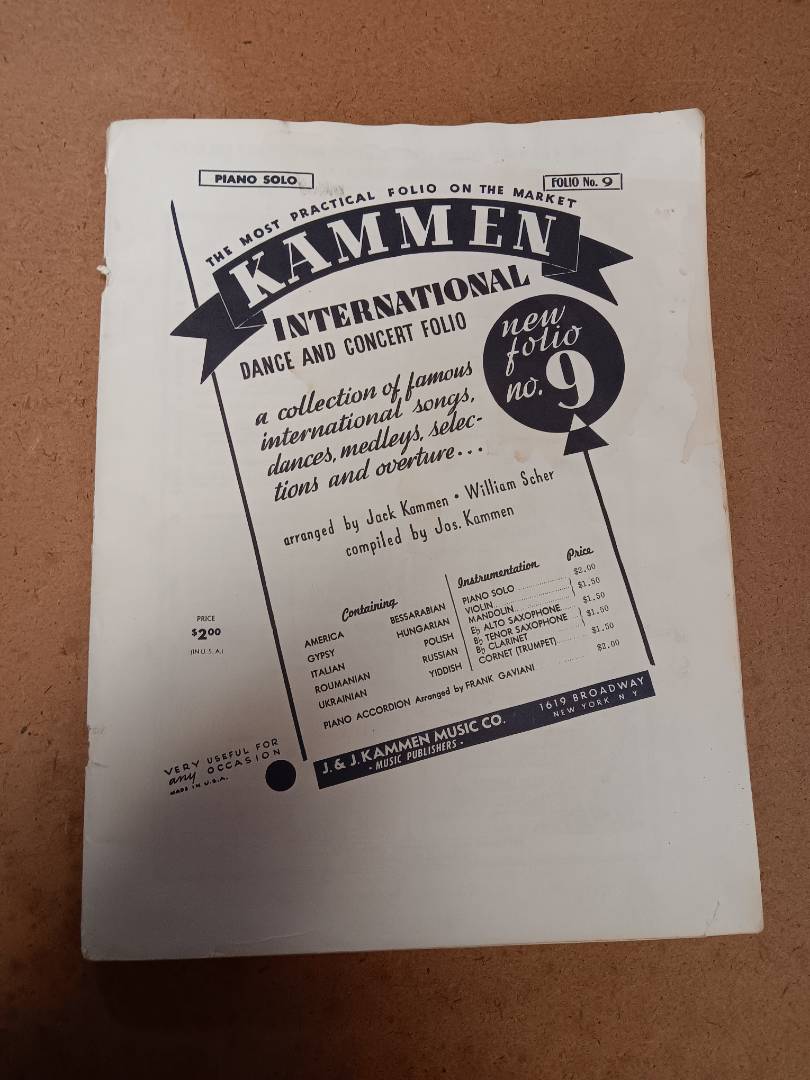 PIANO SOLO
FOLIO No. 9
THE MOST PRACTICAL FOLIO ON THE MARKET
KAMMEN
INTERNATIONAL
DANCE AND CONCERT FOLIO
new
folio
no. 9
a collection of famous
international songs,
dances, medleys, selec-
tions and overture...
arranged by Jack Kammen • William Scher
compiled by Jos. Kammen
Containing
AMERICA BESSARABIAN
GYPSY HUNGARIAN
ITALIAN POLISH
ROUMANIAN RUSSIAN
UKRAINIAN YIDDISH
Instrumentation Price
PIANO SOLO $2.00
VIOLIN
MANDOLIN $1.50
E♭ ALTO SAXOPHONE $1.50
B♭ TENOR SAXOPHONE
B♭ CLARINET $1.50
CORNET (TRUMPET) $1.50
PIANO ACCORDION Arranged by FRANK GAVIANI $2.00
PRICE
$2.00
(IN U.S.A.)
VERY USEFUL FOR
any OCCASION
MADE IN U.S.A.
J. & J. KAMMEN MUSIC CO.
- MUSIC PUBLISHERS -
1619 BROADWAY
NEW YORK N Y